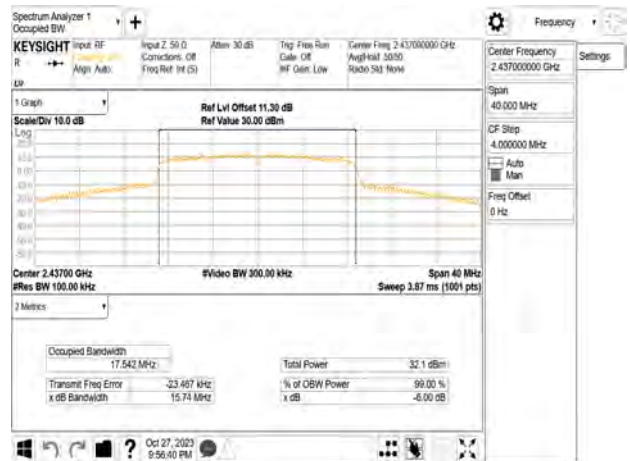 Spectrum Analyzer 1
Occupied BW
Frequency
KEYSIGHT
Input: RF
Input Z: 50 Ω
Atten: 30 dB
Trig: Free Run
Center Freq: 2.437000000 GHz
Corrections: Off
Gate: Off
Avg|Hold: 50/50
R
Align: Auto
Freq Ref: Int (S)
#IF Gain: Low
Radio Std: None
Center Frequency
2.437000000 GHz
Settings
Span
40.000 MHz
CF Step
4.000000 MHz
Auto
Man
Freq Offset
0 Hz
1 Graph
Ref Lvl Offset 11.30 dB
Scale/Div 10.0 dB
Ref Value 30.00 dBm
Log
Center 2.43700 GHz
#Video BW 300.00 kHz
Span 40 MHz
#Res BW 100.00 kHz
Sweep 3.87 ms (1001 pts)
2 Metrics
Occupied Bandwidth
17.542 MHz
Total Power
32.1 dBm
Transmit Freq Error
-23.467 kHz
% of OBW Power
99.00 %
x dB Bandwidth
15.74 MHz
x dB
-6.00 dB
?
Oct 27, 2023
9:56:40 PM